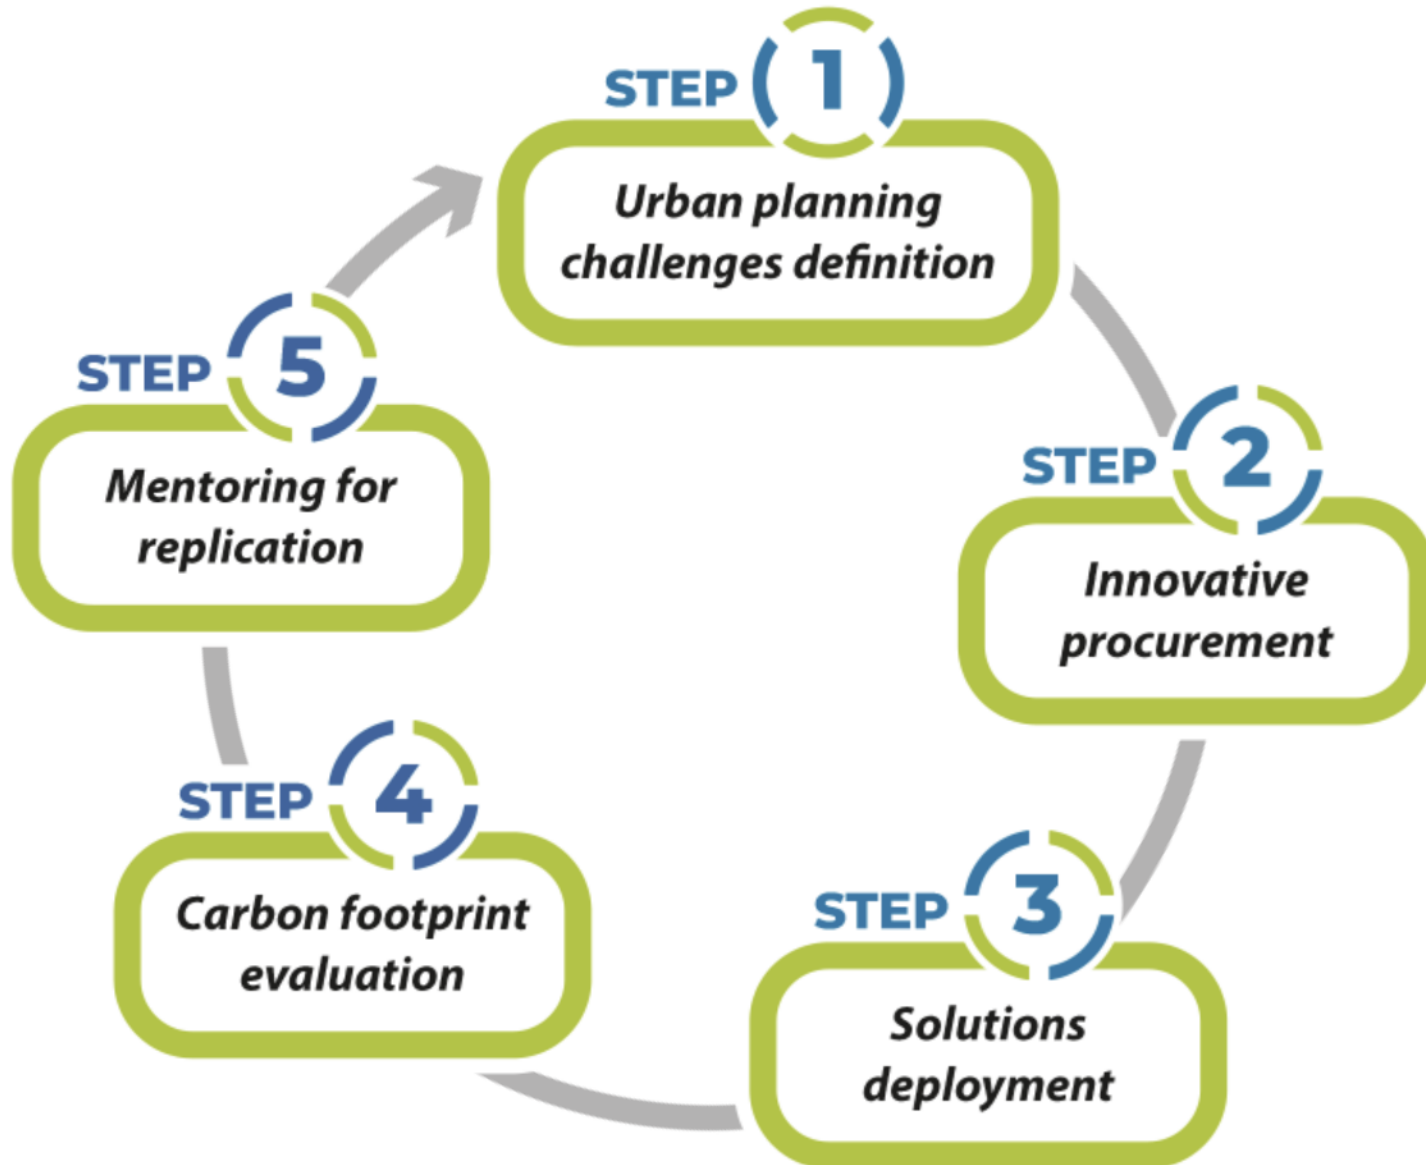 STEP 1
Urban planning
challenges definition
STEP 2
Innovative
procurement
STEP 3
Solutions
deployment
STEP 4
Carbon footprint
evaluation
STEP 5
Mentoring for
replication